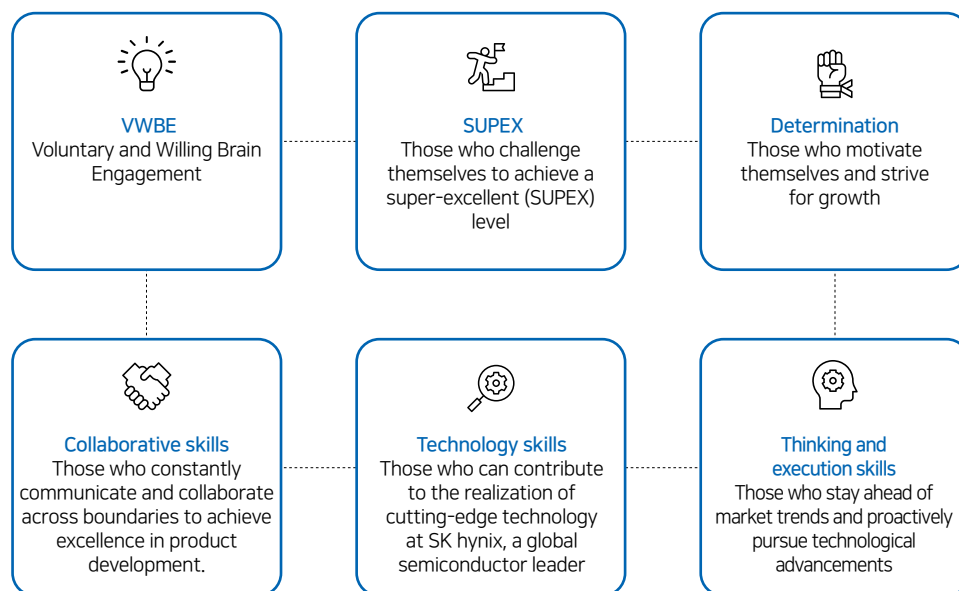 VWBE
Voluntary and Willing Brain
Engagement
SUPEX
Those who challenge
themselves to achieve a
super-excellent (SUPEX)
level
Determination
Those who motivate
themselves and strive
for growth
Collaborative skills
Those who constantly
communicate and collaborate
across boundaries to achieve
excellence in product
development.
Technology skills
Those who can contribute
to the realization of
cutting-edge technology
at SK hynix, a global
semiconductor leader
Thinking and
execution skills
Those who stay ahead of
market trends and proactively
pursue technological
advancements